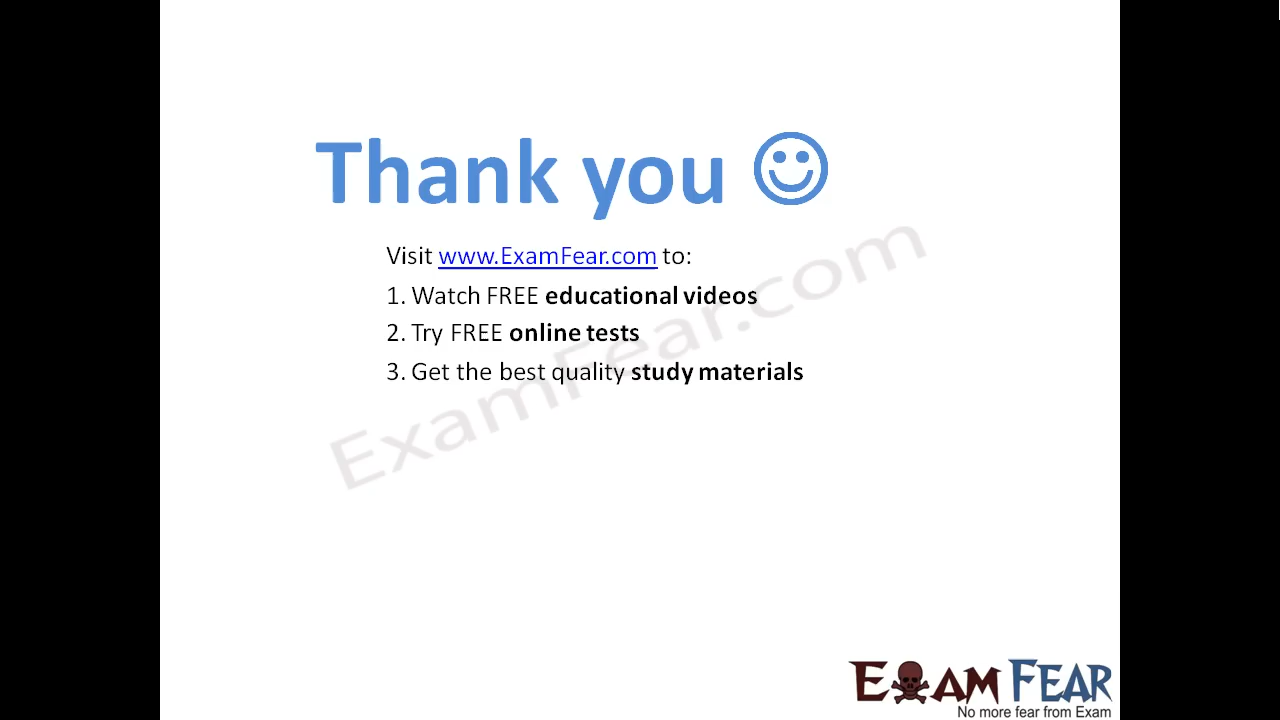 Thank you ☺
Visit www.ExamFear.com to:
1. Watch FREE educational videos
2. Try FREE online tests
3. Get the best quality study materials
ExamFear.com
EXAM FEAR
No more fear from Exam